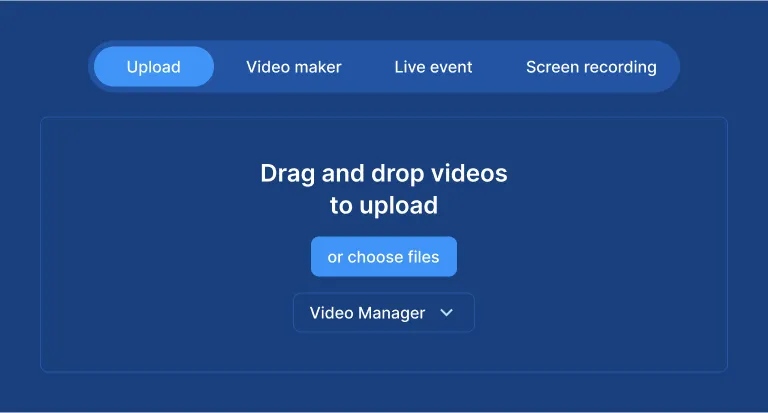 Upload Video maker Live event Screen recording
Drag and drop videos
to upload
or choose files
Video Manager